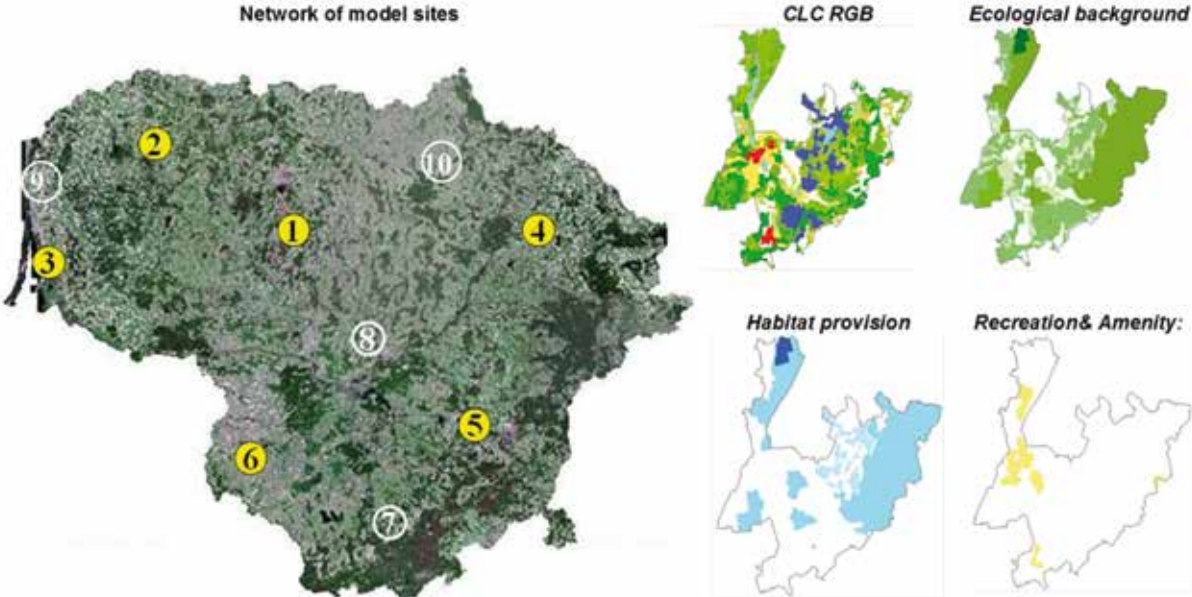 Network of model sites
CLC RGB
Ecological background
2
10
9
1
4
3
8
Habitat provision
Recreation& Amenity:
5
6
7